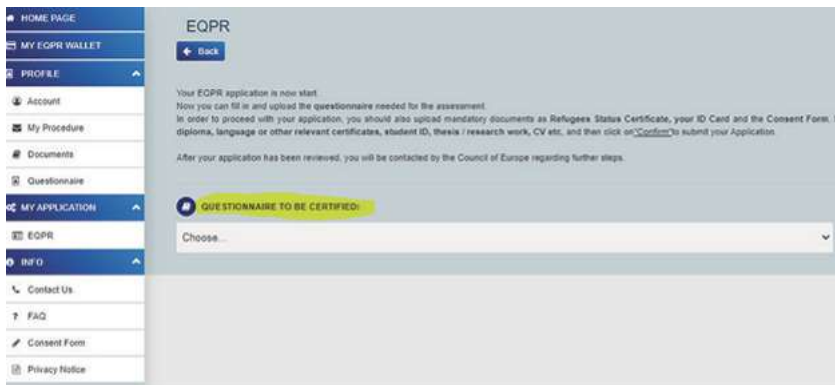 HOME PAGE
MY EQPR WALLET
PROFILE
Account
My Procedure
Documents
Questionnaire
MY APPLICATION
EQPR
INFO
Contact Us
FAQ
Consent Form
Privacy Notice
EQPR
Back
Your EQPR application is now start.
Now you can fill in and upload the questionnaire needed for the assessment.
In order to proceed with your application, you should also upload mandatory documents as Refugees Status Certificate, your ID Card and the Consent Form.
diploma, language or other relevant certificates, student ID, thesis / research work, CV etc, and then click on "Confirm" to submit your Application.
After your application has been reviewed, you will be contacted by the Council of Europe regarding further steps.
QUESTIONNAIRE TO BE CERTIFIED:
Choose...